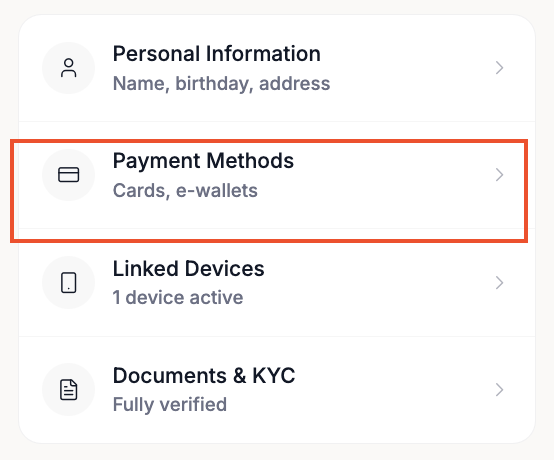 Personal Information
Name, birthday, address
Payment Methods
Cards, e-wallets
Linked Devices
1 device active
Documents & KYC
Fully verified